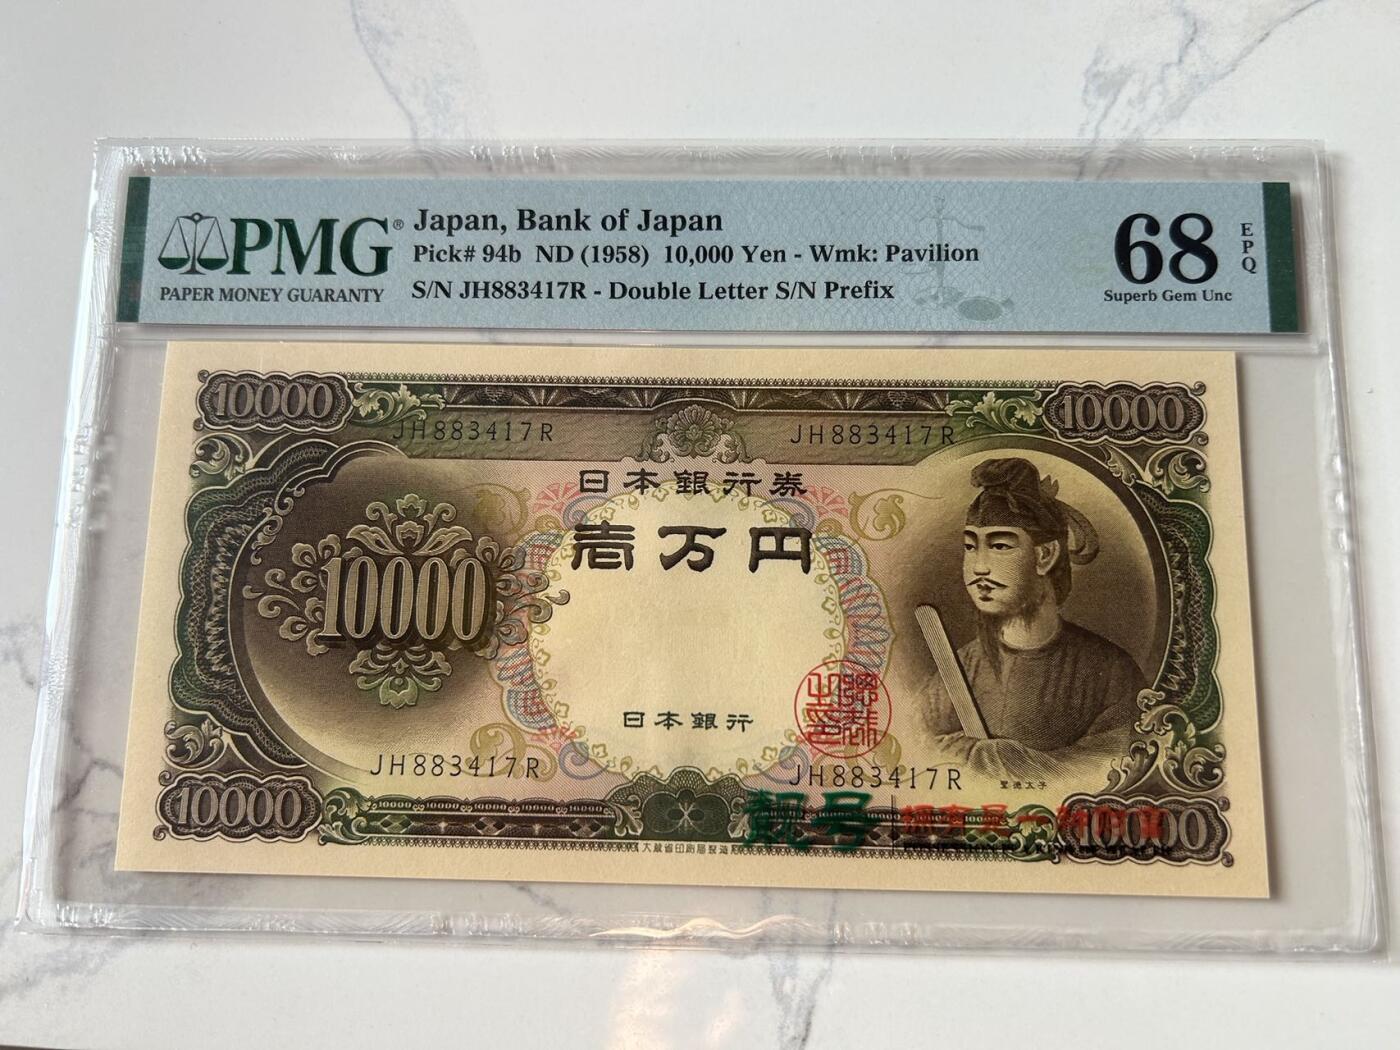 PMG®
PAPER MONEY GUARANTY
Japan, Bank of Japan
Pick# 94b ND (1958) 10,000 Yen - Wmk: Pavilion
S/N JH883417R - Double Letter S/N Prefix
68
EPQ
Superb Gem Unc
10000
10000
JH883417R
JH883417R
日本銀行券
壱万円
10000
日本銀行
JH883417R
JH883417R
聖徳太子
10000
10000
大蔵省印刷局製造
靓号